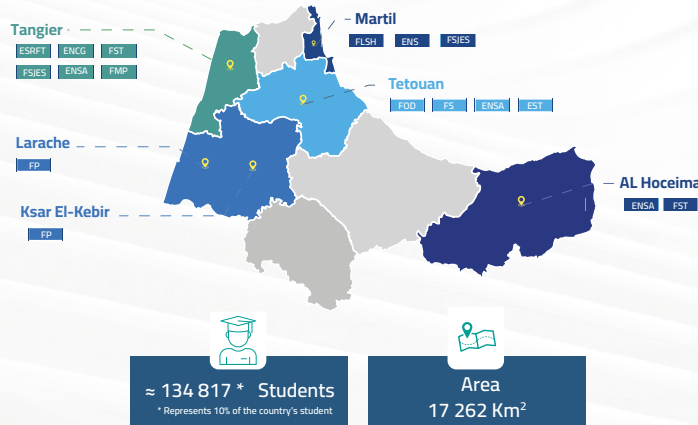 Tangier
ESRFT ENCG FST
FSJES ENSA FMP
Martil
FLSH ENS FSJES
Tetouan
FOD FS ENSA EST
Larache
FP
Ksar El-Kebir
FP
AL Hoceima
ENSA FST
≈ 134 817 * Students
* Represents 10% of the country's student
Area
17 262 Km²